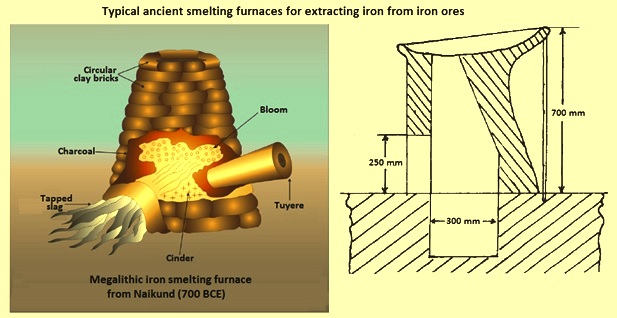 Typical ancient smelting furnaces for extracting iron from iron ores
Circular
clay bricks
Bloom
Charcoal
Tapped
slag
Tuyere
Cinder
Megalithic iron smelting furnace
from Naikund (700 BCE)
700 mm
250 mm
300 mm